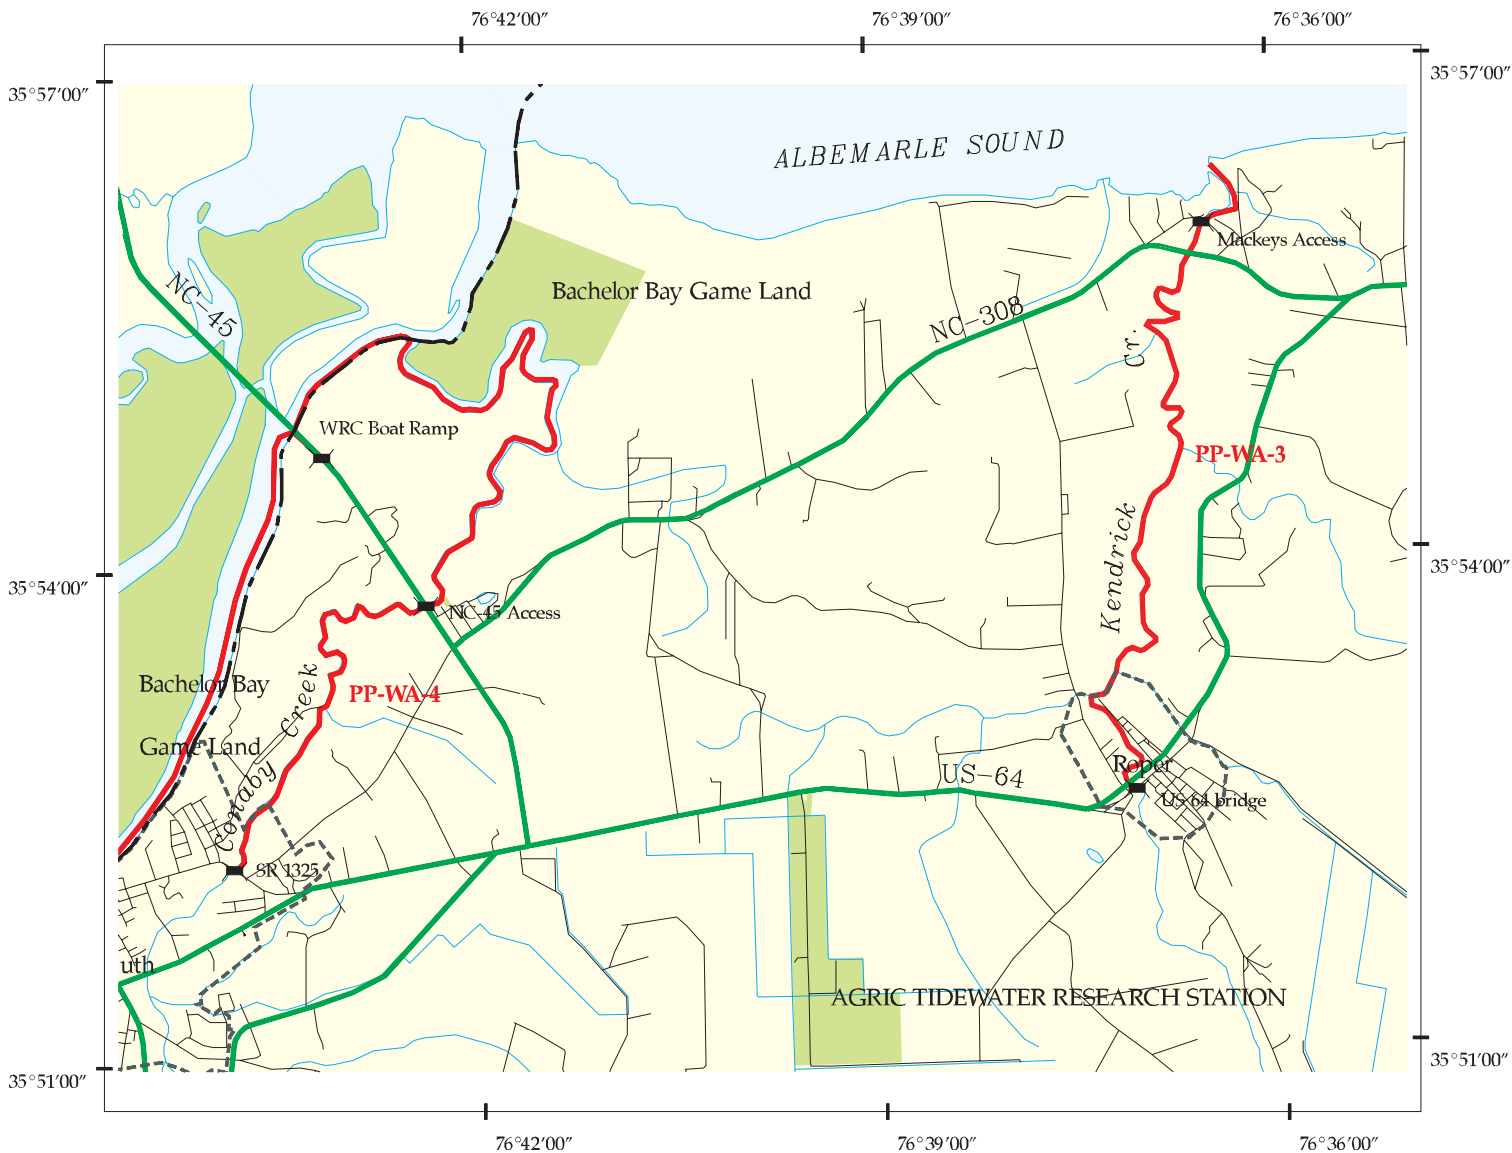 76°42'00"
76°39'00"
76°36'00"
35°57'00"
35°57'00"
ALBEMARLE SOUND
Mackeys Access
NC-45
Bachelor Bay Game Land
NC-308
Cr.
WRC Boat Ramp
PP-WA-3
Kendrick
35°54'00"
35°54'00"
NC-45 Access
Bachelor Bay
Game Land
Creek
PP-WA-4
Conaby
US-64
Roper
US 64 bridge
SR 1325
uth
AGRIC TIDEWATER RESEARCH STATION
35°51'00"
35°51'00"
76°42'00"
76°39'00"
76°36'00"